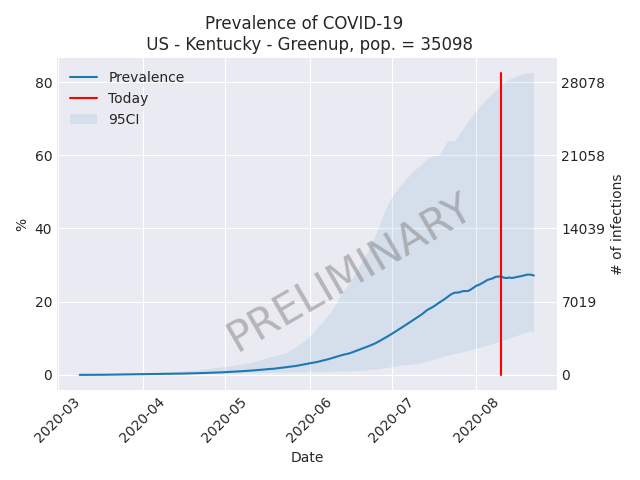 Prevalence of COVID-19
US - Kentucky - Greenup, pop. = 35098
Prevalence
Today
95CI
PRELIMINARY
%
80
60
40
20
0
28078
21058
14039
7019
0
# of infections
2020-03
2020-04
2020-05
2020-06
2020-07
2020-08
Date